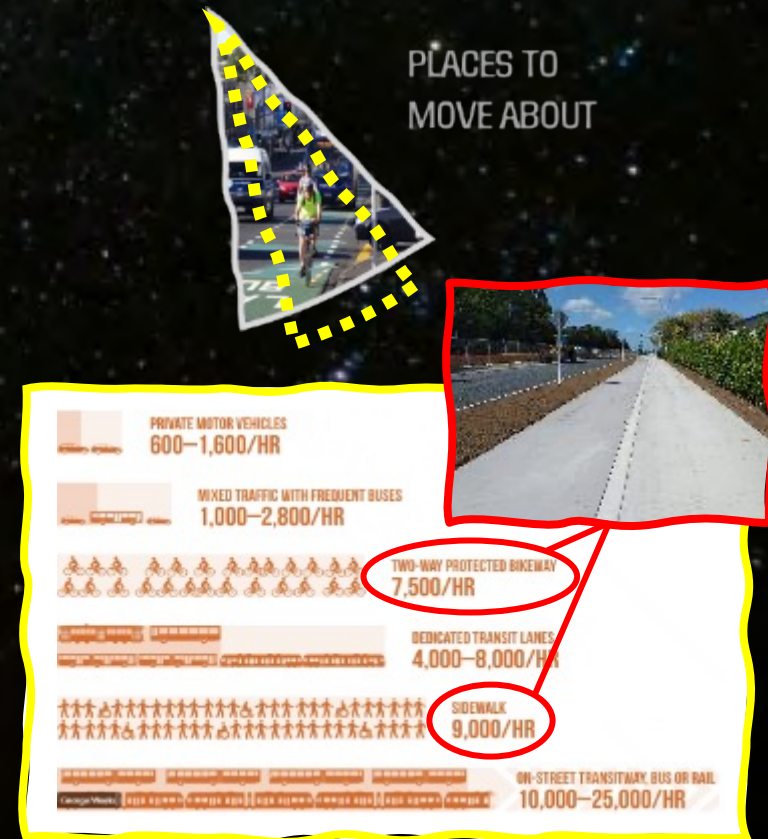 PLACES TO
MOVE ABOUT
PRIVATE MOTOR VEHICLES
600–1,600/HR
MIXED TRAFFIC WITH FREQUENT BUSES
1,000–2,800/HR
TWO-WAY PROTECTED BIKEWAY
7,500/HR
DEDICATED TRANSIT LANES
4,000–8,000/HR
SIDEWALK
9,000/HR
ON-STREET TRANSITWAY, BUS OR RAIL
George Weeks
10,000–25,000/HR